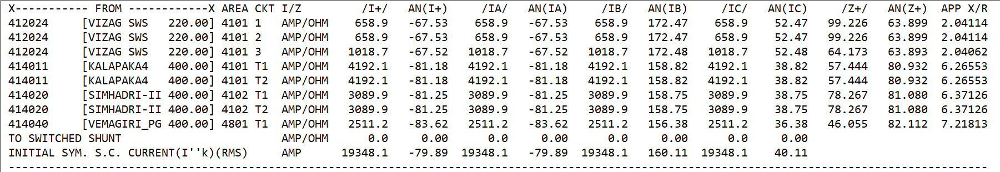 X----------- FROM ------------X AREA CKT I/Z         /I+/   AN(I+)     /IA/   AN(IA)    /IB/   AN(IB)    /IC/   AN(IC)     /Z+/   AN(Z+)  APP X/R
412024     [VIZAG SWS   220.00] 4101 1   AMP/OHM    658.9   -67.53    658.9   -67.53   658.9   172.47   658.9    52.47   99.226   63.899  2.04114
412024     [VIZAG SWS   220.00] 4101 2   AMP/OHM    658.9   -67.53    658.9   -67.53   658.9   172.47   658.9    52.47   99.226   63.899  2.04114
412024     [VIZAG SWS   220.00] 4101 3   AMP/OHM   1018.7   -67.52   1018.7   -67.52  1018.7   172.48  1018.7    52.48   64.173   63.893  2.04062
414011     [KALAPAKA4   400.00] 4101 T1  AMP/OHM   4192.1   -81.18   4192.1   -81.18  4192.1   158.82  4192.1    38.82   57.444   80.932  6.26553
414011     [KALAPAKA4   400.00] 4101 T2  AMP/OHM   4192.1   -81.18   4192.1   -81.18  4192.1   158.82  4192.1    38.82   57.444   80.932  6.26553
414020     [SIMHADRI-II 400.00] 4102 T1  AMP/OHM   3089.9   -81.25   3089.9   -81.25  3089.9   158.75  3089.9    38.75   78.267   81.080  6.37126
414020     [SIMHADRI-II 400.00] 4102 T2  AMP/OHM   3089.9   -81.25   3089.9   -81.25  3089.9   158.75  3089.9    38.75   78.267   81.080  6.37126
414040     [VEMAGIRI_PG 400.00] 4801 T1  AMP/OHM   2511.2   -83.62   2511.2   -83.62  2511.2   156.38  2511.2    36.38   46.055   82.112  7.21813
TO SWITCHED SHUNT                        AMP/OHM      0.0     0.00      0.0     0.00     0.0     0.00     0.0     0.00
INITIAL SYM. S.C. CURRENT(I''k)(RMS)     AMP      19348.1   -79.89  19348.1   -79.89 19348.1   160.11 19348.1    40.11
---------------------------------------------------------------------------------------------------------------------------------------------------